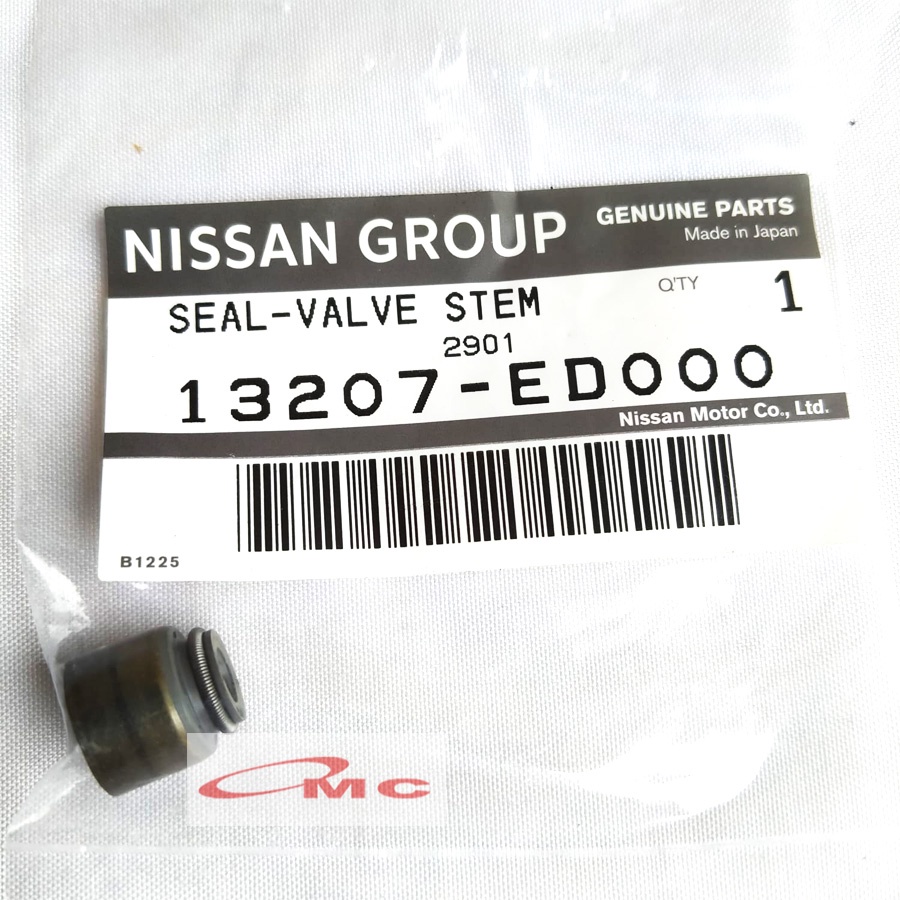 NISSAN GROUP
GENUINE PARTS
Made in Japan
SEAL-VALVE STEM
Q'TY 1
2901
13207-ED000
Nissan Motor Co., Ltd.
B1225
MC